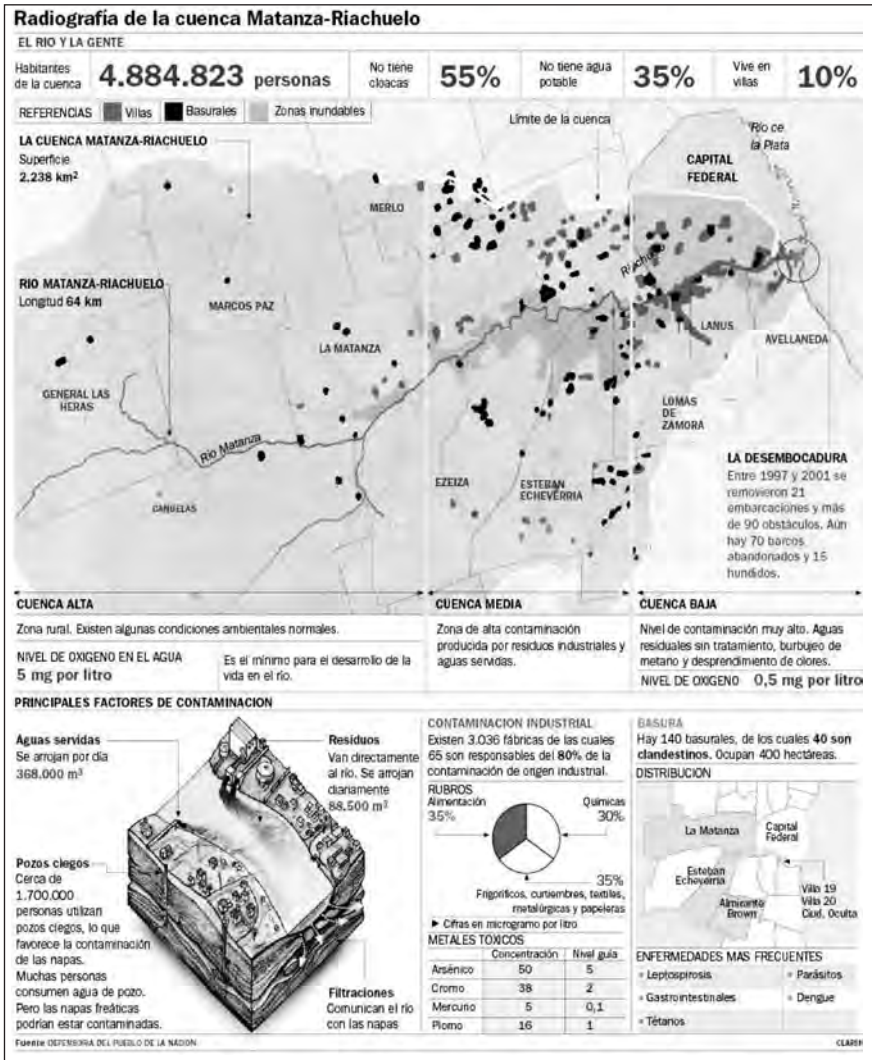 Radiografía de la cuenca Matanza-Riachuelo
EL RIO Y LA GENTE
Habitantes
de la cuenca
4.884.823 personas
No tiene
cloacas
55%
No tiene agua
potable
35%
Vive en
villas
10%
REFERENCIAS
Villas
Basurales
Zonas inundables
LA CUENCA MATANZA-RIACHUELO
Superficie
2.238 km²
Límite de la cuenca
Río de
la Plata
CAPITAL
FEDERAL
MERLO
Riachuelo
RIO MATANZA-RIACHUELO
Longitud 64 km
MARCOS PAZ
LA MATANZA
LANUS
AVELLANEDA
GENERAL LAS
HERAS
LOMAS
DE
ZAMORA
Río Matanza
EZEIZA
ESTEBAN
ECHEVERRIA
CAÑUELAS
LA DESEMBOCADURA
Entre 1997 y 2001 se
removieron 21
embarcaciones y más
de 90 obstáculos. Aún
hay 70 barcos
abandonados y 15
hundidos.
CUENCA ALTA
Zona rural. Existen algunas condiciones ambientales normales.
NIVEL DE OXIGENO EN EL AGUA
5 mg por litro
Es el mínimo para el desarrollo de la
vida en el río.
CUENCA MEDIA
Zona de alta contaminación
producida por residuos industriales y
aguas servidas.
CUENCA BAJA
Nivel de contaminación muy alto. Aguas
residuales sin tratamiento, burbujeo de
metano y desprendimiento de olores.
NIVEL DE OXIGENO 0,5 mg por litro
PRINCIPALES FACTORES DE CONTAMINACION
Aguas servidas
Se arrojan por día
368.000 m³
Residuos
Van directamente
al río. Se arrojan
diariamente
88.500 m³
Pozos ciegos
Cerca de
1.700.000
personas utilizan
pozos ciegos, lo que
favorece la contaminación
de las napas.
Muchas personas
consumen agua de pozo.
Pero las napas freáticas
podrían estar contaminadas.
Filtraciones
Comunican el río
con las napas
CONTAMINACION INDUSTRIAL
Existen 3.036 fábricas de las cuales
65 son responsables del 80% de la
contaminación de origen industrial.
RUBROS
Alimentación
35%
Químicas
30%
35%
Frigoríficos, curtiembres, textiles,
metalúrgicas y papeleras
▶ Cifras en microgramo por litro
METALES TOXICOS
Concentración Nivel guía
Arsénico 50 5
Cromo 38 2
Mercurio 5 0,1
Plomo 16 1
BASURA
Hay 140 basurales, de los cuales 40 son
clandestinos. Ocupan 400 hectáreas.
DISTRIBUCION
La Matanza
Capital
Federal
Esteban
Echeverría
Almirante
Brown
Villa 19
Villa 20
Ciud. Oculta
ENFERMEDADES MAS FRECUENTES
Leptospirosis
Parásitos
Gastrointestinales
Dengue
Tétanos
Fuente DEFENSORIA DEL PUEBLO DE LA NACION
CLARIN